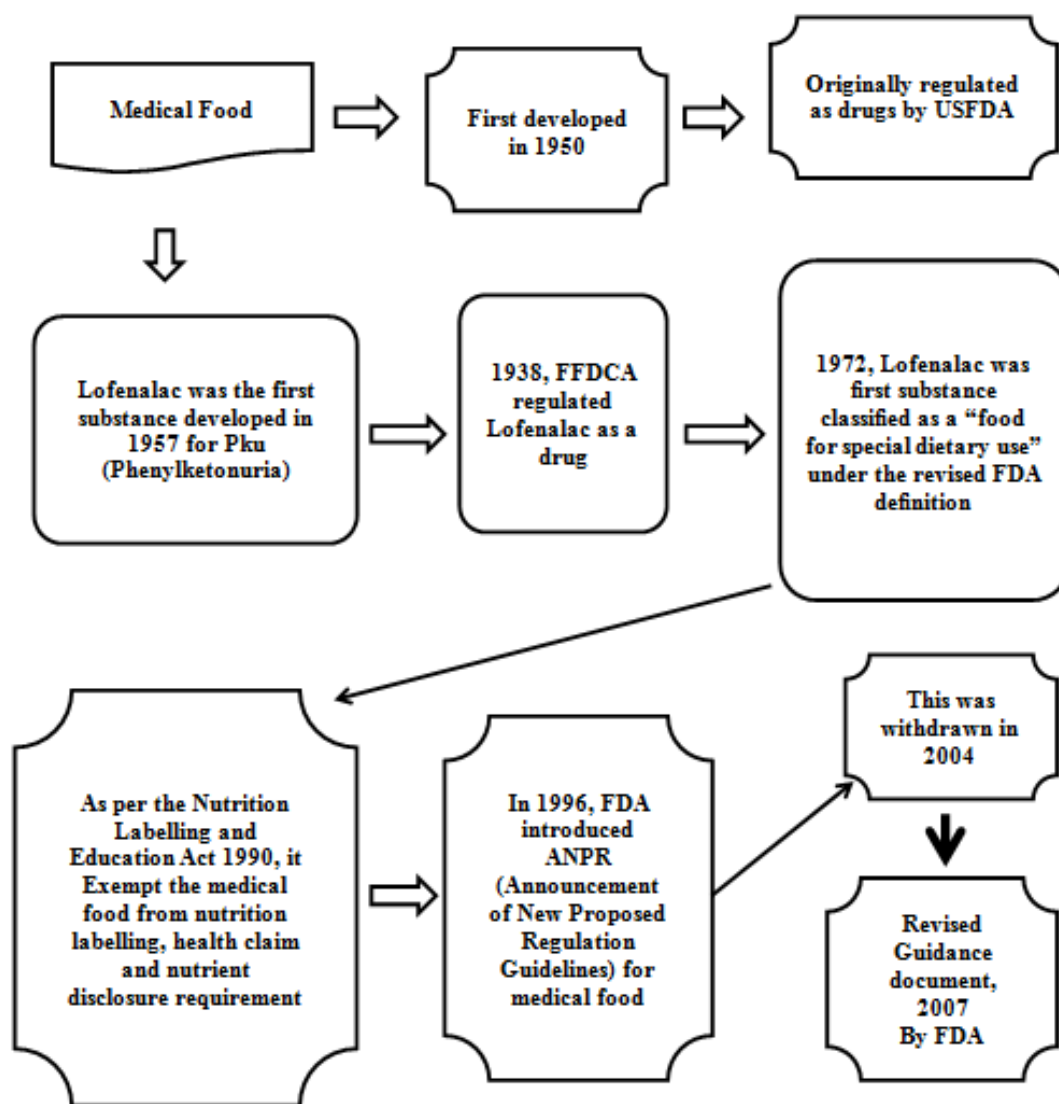 Medical Food
First developed
in 1950
Originally regulated
as drugs by USFDA
Lofenalac was the first
substance developed in
1957 for Pku
(Phenylketonuria)
1938, FFDCA
regulated
Lofenalac as a
drug
1972, Lofenalac was
first substance
classified as a “food
for special dietary use”
under the revised FDA
definition
As per the Nutrition
Labelling and
Education Act 1990, it
Exempt the medical
food from nutrition
labelling, health claim
and nutrient
disclosure requirement
In 1996, FDA
introduced
ANPR
(Announcement
of New Proposed
Regulation
Guidelines) for
medical food
This was
withdrawn in
2004
Revised
Guidance
document,
2007
By FDA